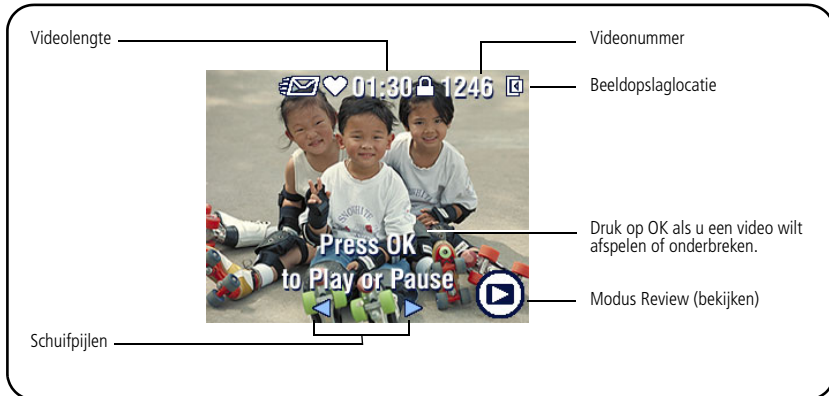 Videolengte
Videonummer
01:30 1246
Beeldopslaglocatie
Druk op OK als u een video wilt
afspelen of onderbreken.
Press OK
to Play or Pause
Modus Review (bekijken)
Schuifpijlen